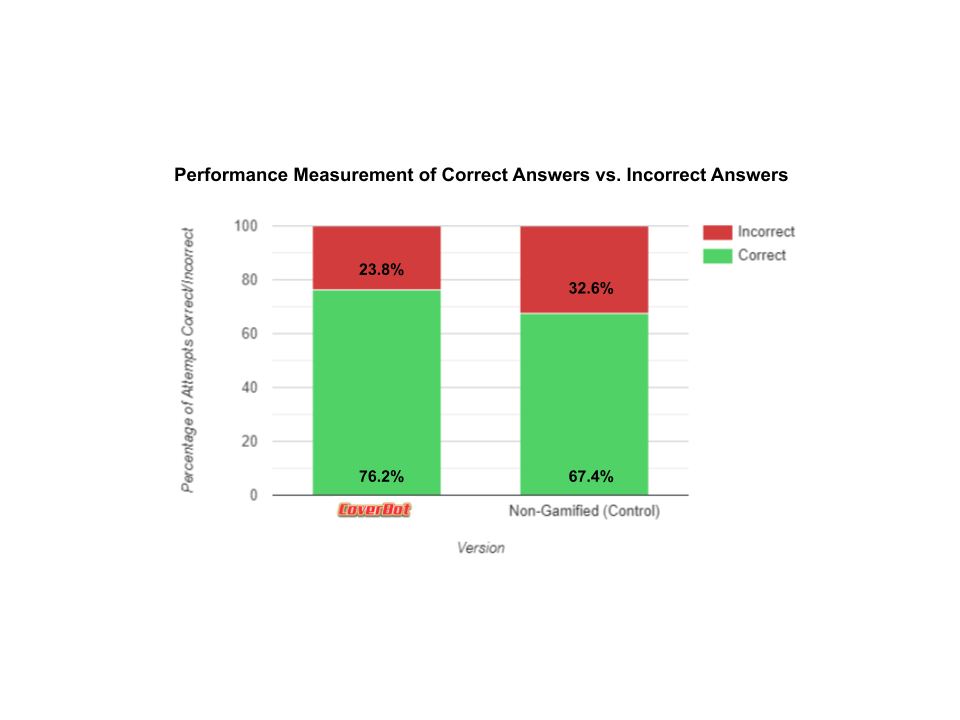 Performance Measurement of Correct Answers vs. Incorrect Answers
Percentage of Attempts Correct/Incorrect
100
80
60
40
20
0
23.8%
32.6%
76.2%
67.4%
Incorrect
Correct
CoverBot
Non-Gamified (Control)
Version